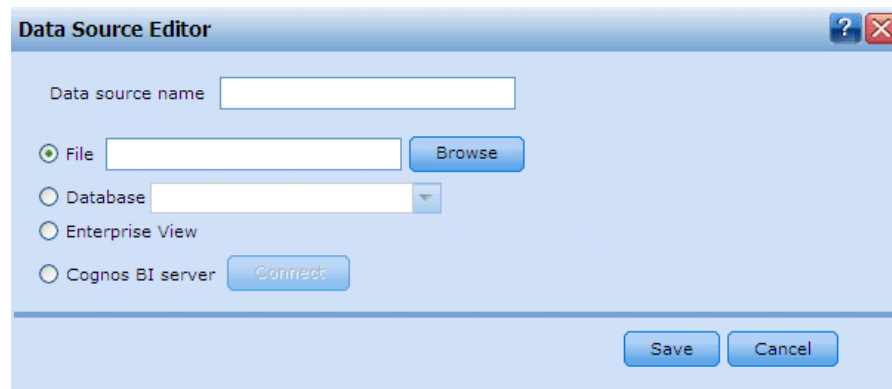 Data Source Editor ?
Data source name
File Browse
Database
Enterprise View
Cognos BI server Connect
Save Cancel